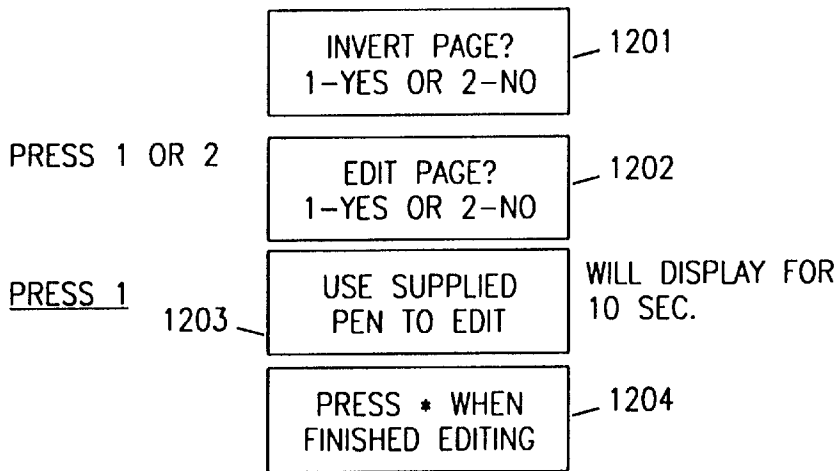 INVERT PAGE?
1-YES OR 2-NO
1201
PRESS 1 OR 2
EDIT PAGE?
1-YES OR 2-NO
1202
PRESS 1
1203
USE SUPPLIED
PEN TO EDIT
WILL DISPLAY FOR
10 SEC.
PRESS * WHEN
FINISHED EDITING
1204